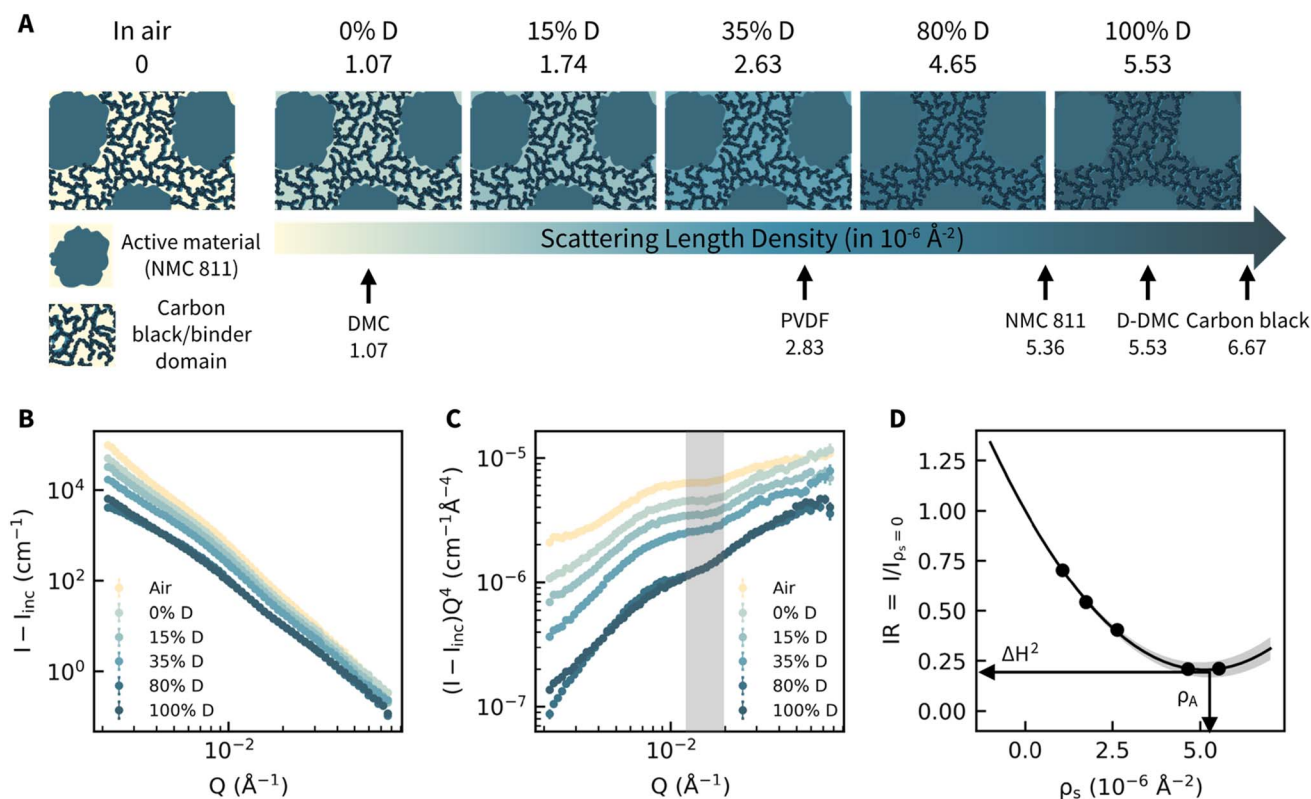 A
In air 0% D 15% D 35% D 80% D 100% D
0 1.07 1.74 2.63 4.65 5.53
Scattering Length Density (in 10⁻⁶ Å⁻²)
Active material
(NMC 811)
Carbon
black/binder
domain
DMC
1.07
PVDF
2.83
NMC 811
5.36
D-DMC
5.53
Carbon black
6.67
B
I − I_inc (cm⁻¹)
10⁴
10²
10⁰
Air
0% D
15% D
35% D
80% D
100% D
10⁻²
Q (Å⁻¹)
C
(I − I_inc)Q⁴ (cm⁻¹Å⁻⁴)
10⁻⁵
10⁻⁶
10⁻⁷
Air
0% D
15% D
35% D
80% D
100% D
10⁻²
Q (Å⁻¹)
D
IR = I/I_ρₛ₌₀
1.25
1.00
0.75
0.50
0.25
0.00
ΔH²
ρ_A
0.0 2.5 5.0
ρₛ (10⁻⁶ Å⁻²)